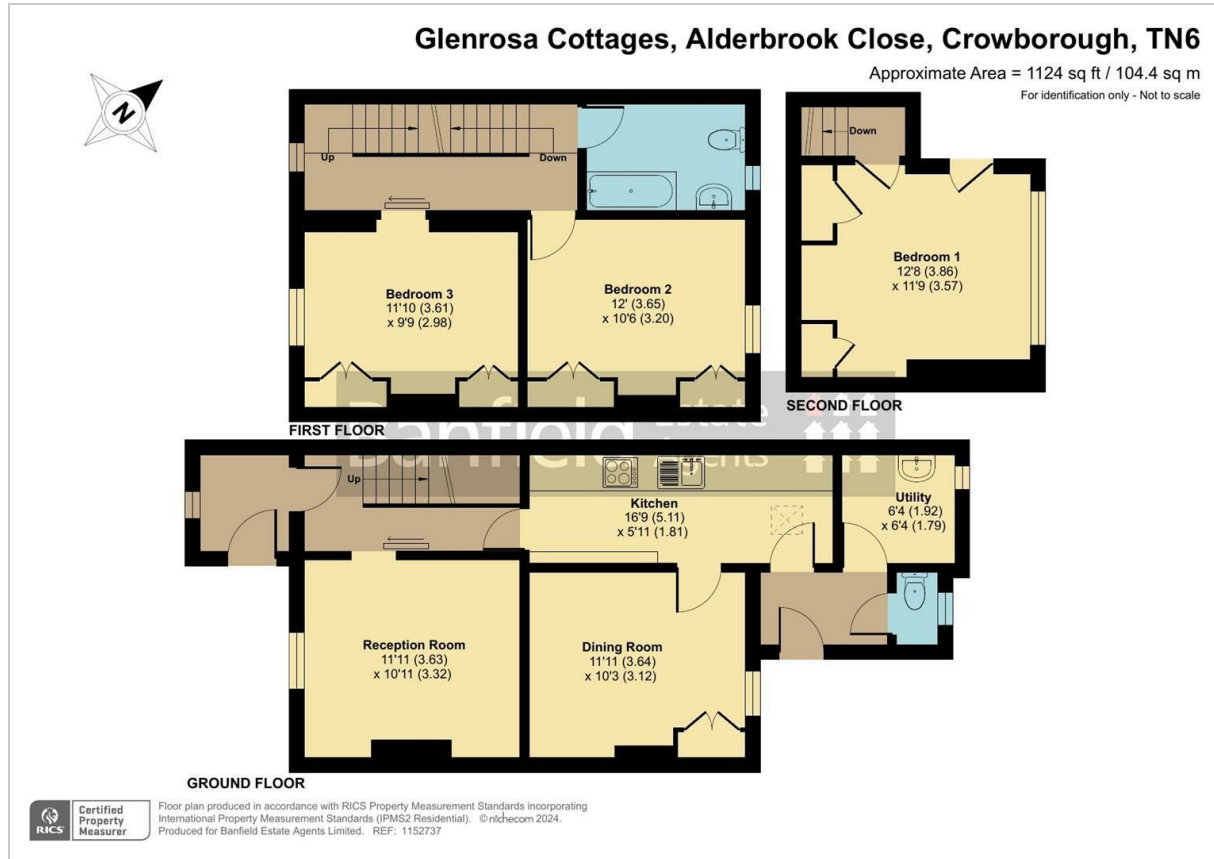 Glenrosa Cottages, Alderbrook Close, Crowborough, TN6
Approximate Area = 1124 sq ft / 104.4 sq m
For identification only - Not to scale
N
Up
Down
Bedroom 3
11'10 (3.61)
x 9'9 (2.98)
Bedroom 2
12' (3.65)
x 10'6 (3.20)
FIRST FLOOR
Down
Bedroom 1
12'8 (3.86)
x 11'9 (3.57)
SECOND FLOOR
Banfield Estate
Agents
Up
Kitchen
16'9 (5.11)
x 5'11 (1.81)
Utility
6'4 (1.92)
x 6'4 (1.79)
Reception Room
11'11 (3.63)
x 10'11 (3.32)
Dining Room
11'11 (3.64)
x 10'3 (3.12)
GROUND FLOOR
RICS
Certified
Property
Measurer
Floor plan produced in accordance with RICS Property Measurement Standards incorporating
International Property Measurement Standards (IPMS2 Residential). © nichecom 2024.
Produced for Banfield Estate Agents Limited. REF: 1152737